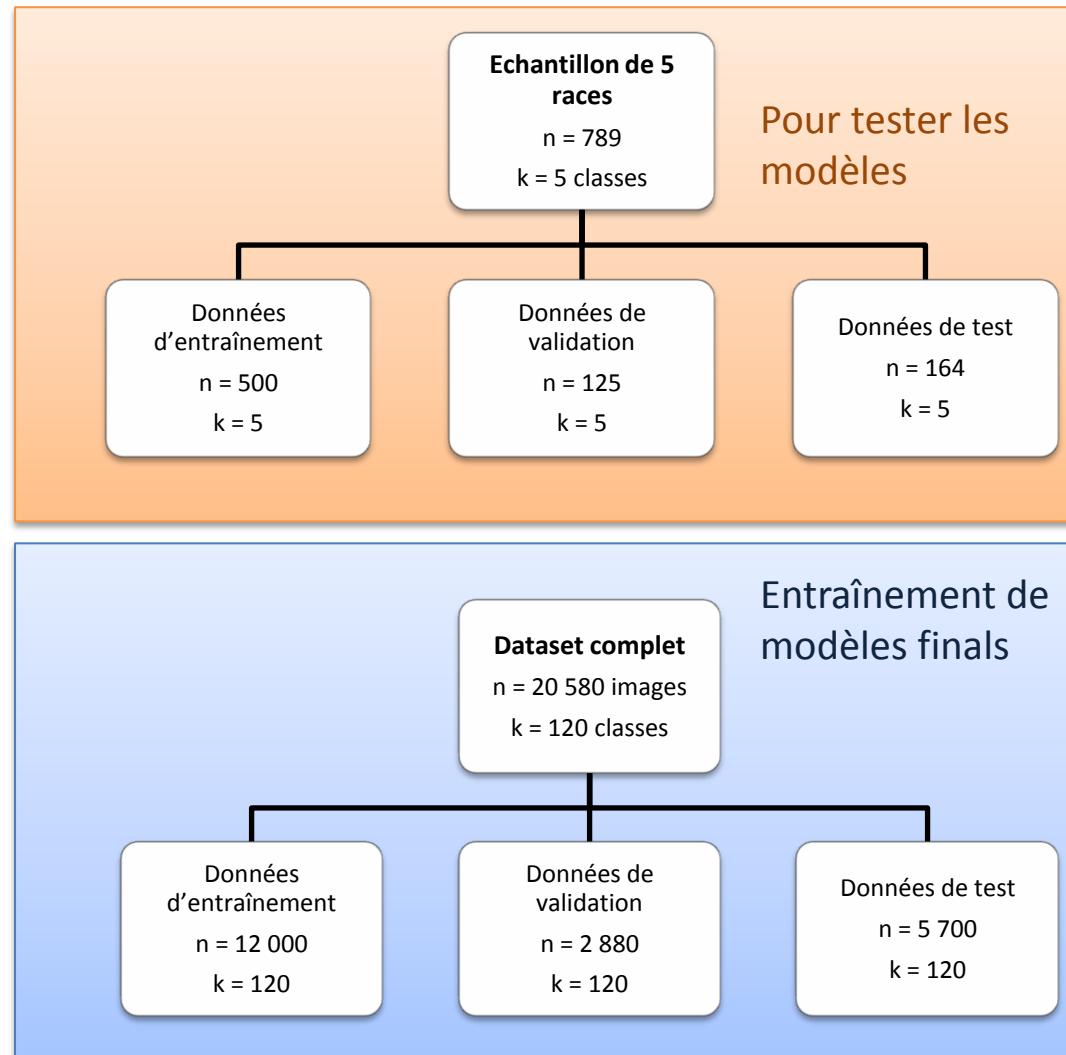 Echantillon de 5
races
n = 789
k = 5 classes
Pour tester les
modèles
Données
d’entraînement
n = 500
k = 5
Données de
validation
n = 125
k = 5
Données de test
n = 164
k = 5
Entraînement de
modèles finals
Dataset complet
n = 20 580 images
k = 120 classes
Données
d’entraînement
n = 12 000
k = 120
Données de
validation
n = 2 880
k = 120
Données de test
n = 5 700
k = 120